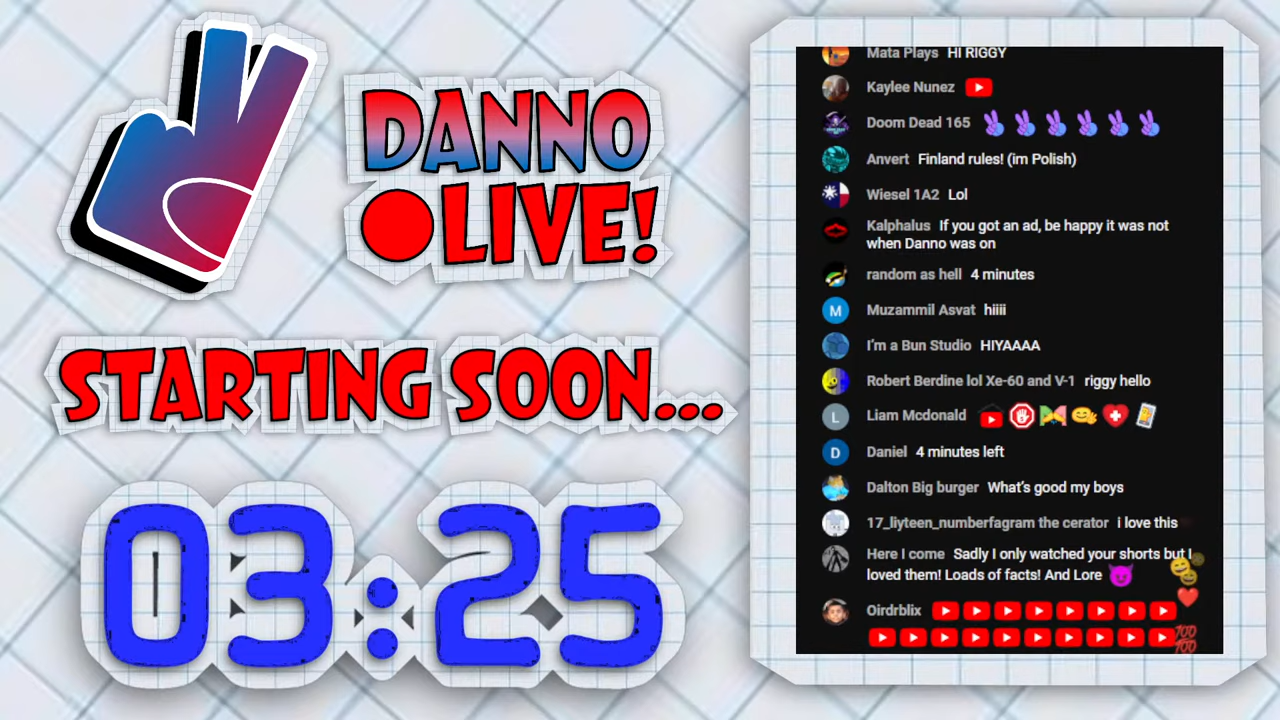 DANNO
LIVE!
STARTING SOON...
03:25
Mata Plays HI RIGGY
Kaylee Nunez
Doom Dead 165
Anvert Finland rules! (im Polish)
Wiesel 1A2 Lol
Kalphalus If you got an ad, be happy it was not
when Danno was on
random as hell 4 minutes
M Muzammil Asvat hiiii
I'm a Bun Studio HIYAAAA
Robert Berdine lol Xe-60 and V-1 riggy hello
L Liam Mcdonald
D Daniel 4 minutes left
Dalton Big burger What's good my boys
17_liyteen_numberfagram the cerator i love this
Here I come Sadly I only watched your shorts but I
loved them! Loads of facts! And Lore
Oirdrblix
100
100